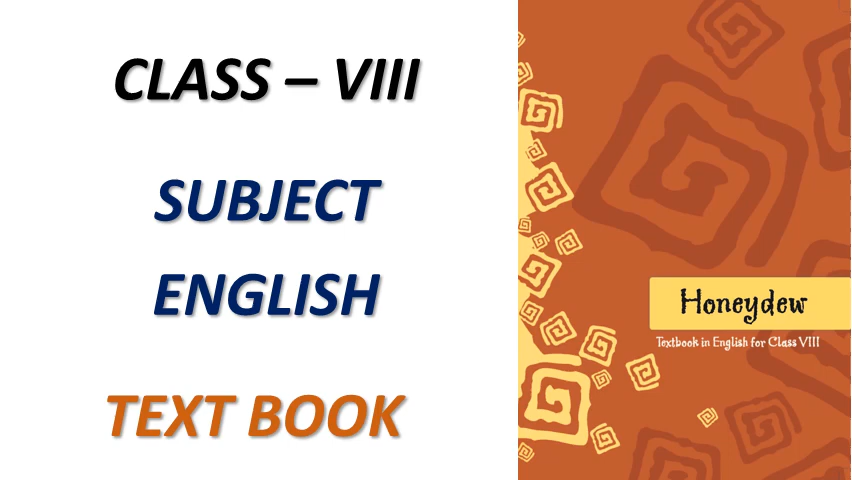 CLASS – VIII
SUBJECT
ENGLISH
TEXT BOOK
Honeydew
Textbook in English for Class VIII